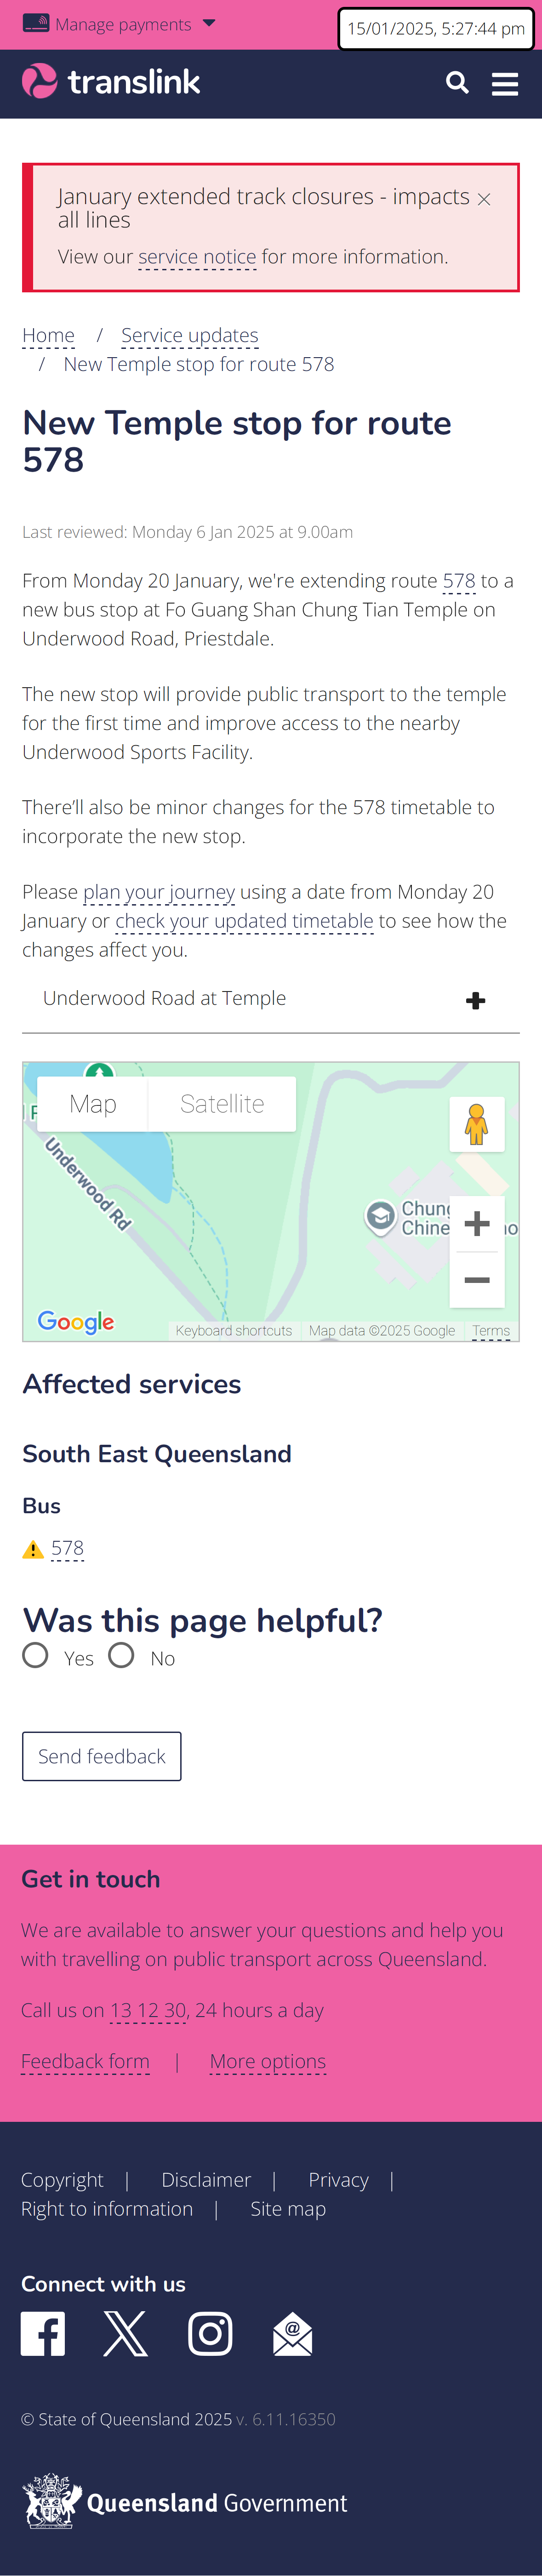 Manage payments
15/01/2025, 5:27:44 pm
translink
January extended track closures - impacts
all lines
View our service notice for more information.
Home / Service updates
/ New Temple stop for route 578
New Temple stop for route
578
Last reviewed: Monday 6 Jan 2025 at 9.00am
From Monday 20 January, we're extending route 578 to a
new bus stop at Fo Guang Shan Chung Tian Temple on
Underwood Road, Priestdale.
The new stop will provide public transport to the temple
for the first time and improve access to the nearby
Underwood Sports Facility.
There’ll also be minor changes for the 578 timetable to
incorporate the new stop.
Please plan your journey using a date from Monday 20
January or check your updated timetable to see how the
changes affect you.
Underwood Road at Temple
Map Satellite
Underwood Rd
Google
Keyboard shortcuts Map data ©2025 Google Terms
Affected services
South East Queensland
Bus
578
Was this page helpful?
Yes No
Send feedback
Get in touch
We are available to answer your questions and help you
with travelling on public transport across Queensland.
Call us on 13 12 30, 24 hours a day
Feedback form | More options
Copyright | Disclaimer | Privacy |
Right to information | Site map
Connect with us
© State of Queensland 2025 v. 6.11.16350
Queensland Government